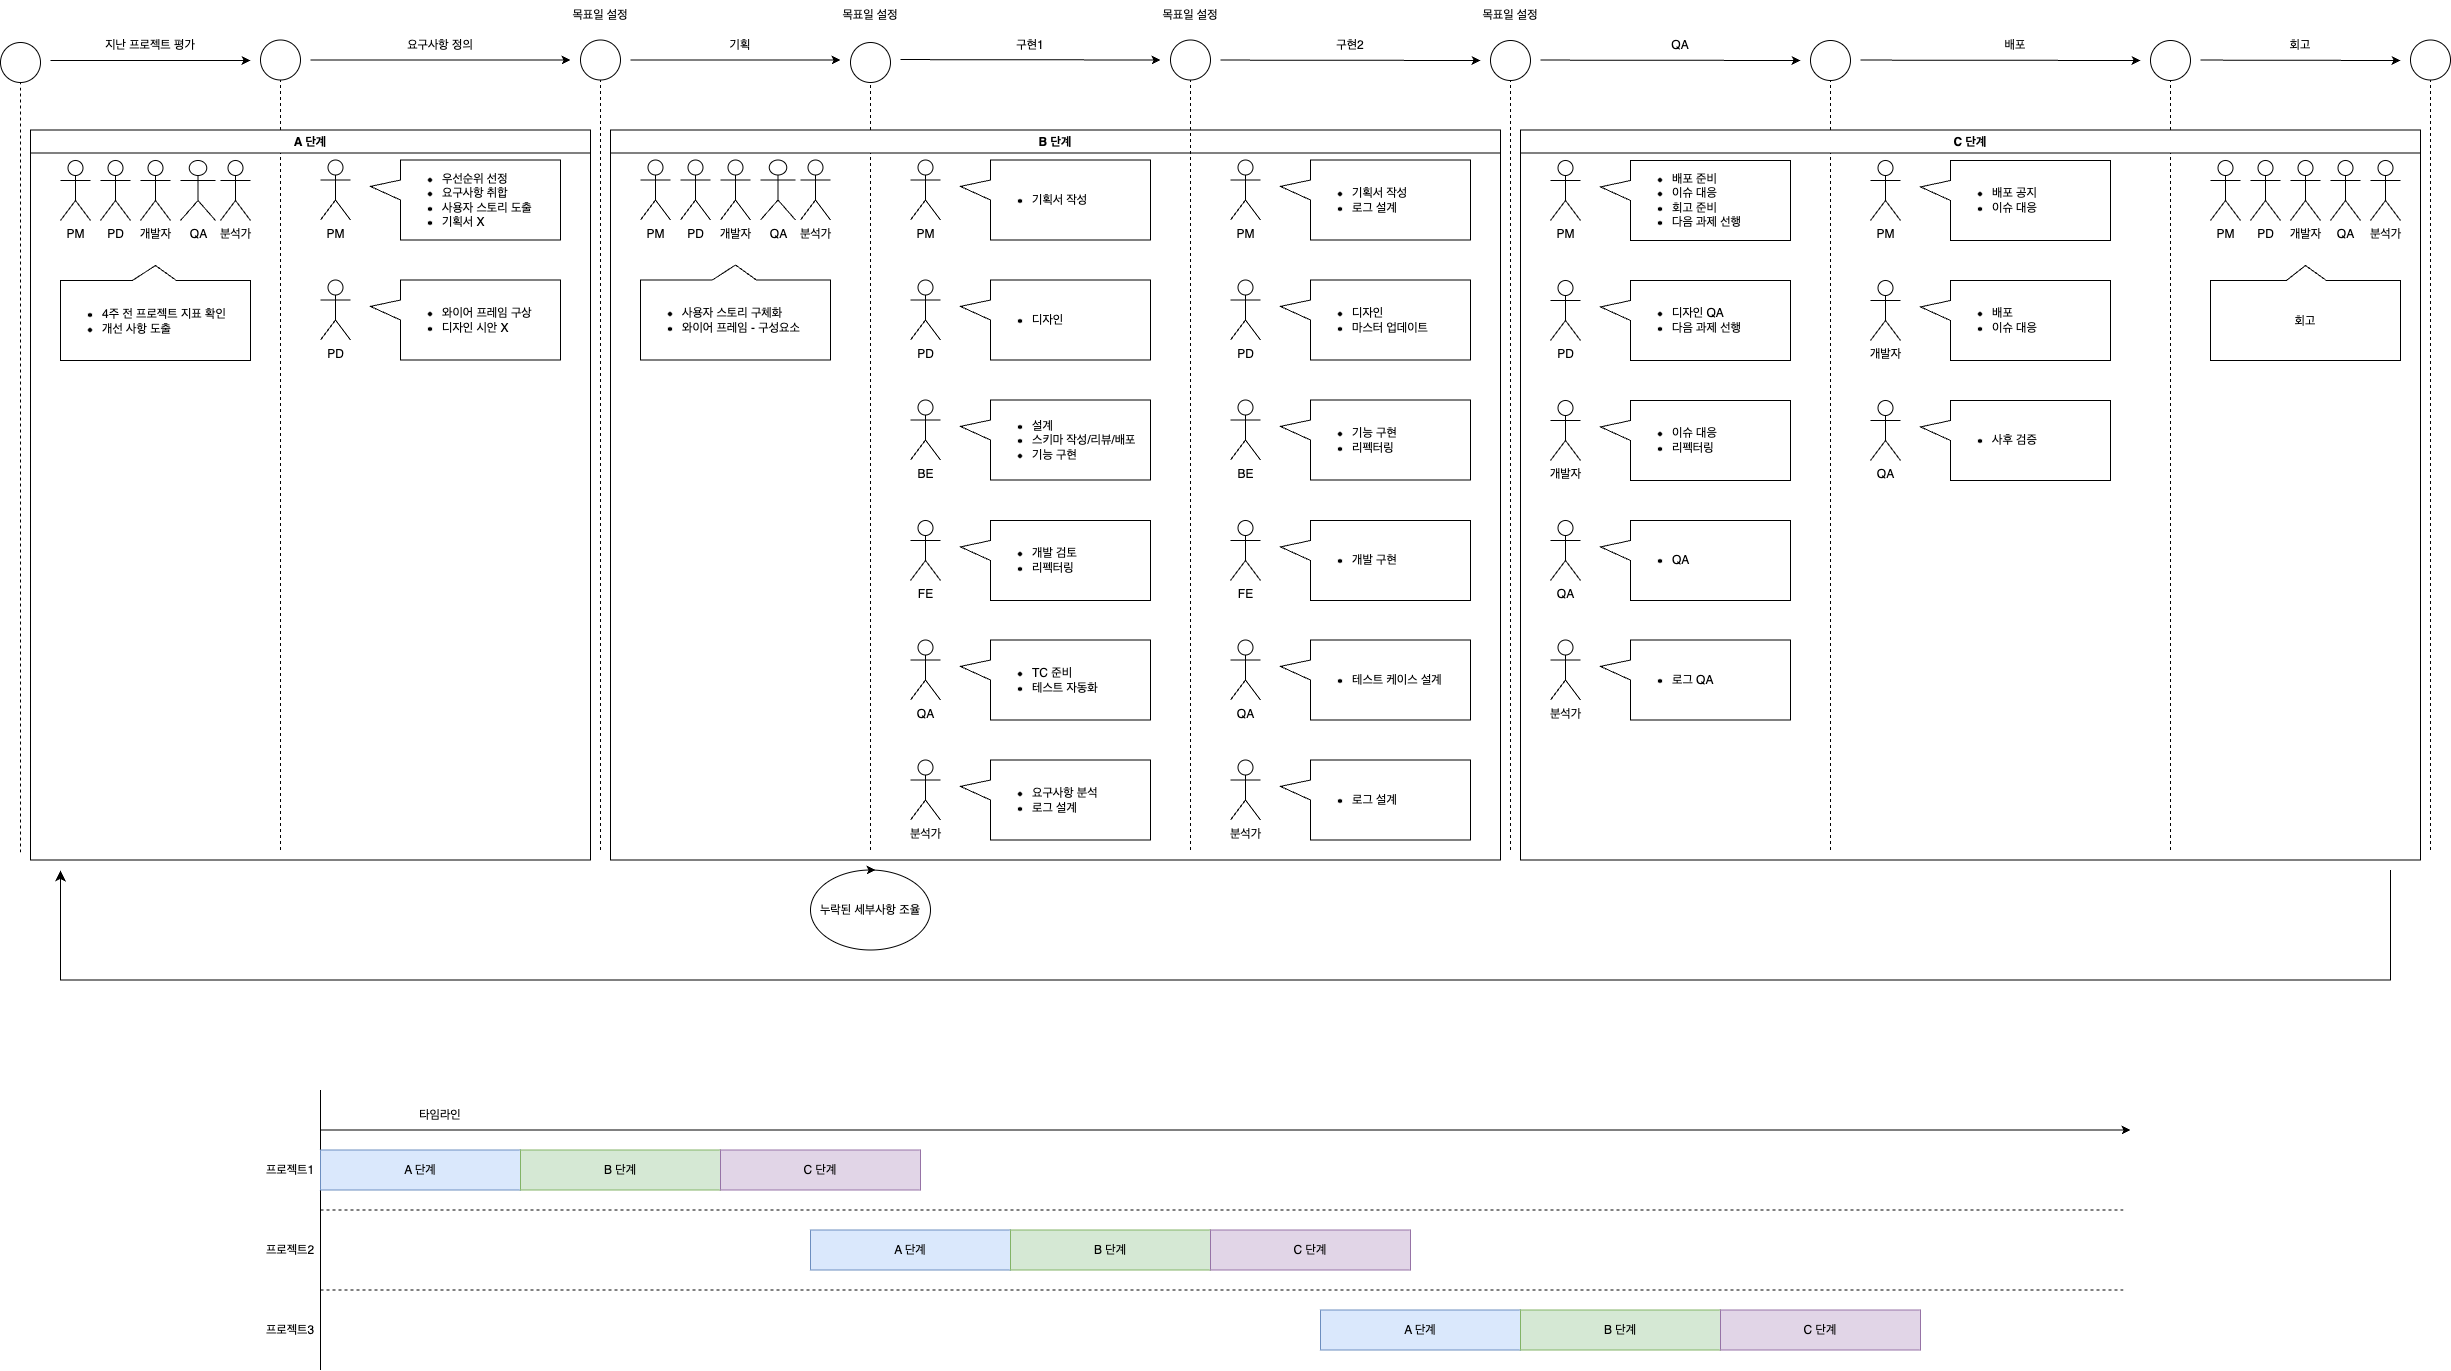 목표일 설정
목표일 설정
목표일 설정
목표일 설정
지난 프로젝트 평가
요구사항 정의
기획
구현1
구현2
QA
배포
회고
A 단계
PM
PD
개발자
QA
분석가
4주 전 프로젝트 지표 확인
개선 사항 도출
PM
우선순위 선정
요구사항 취합
사용자 스토리 도출
기획서 X
PD
와이어 프레임 구상
디자인 시안 X
B 단계
PM
PD
개발자
QA
분석가
사용자 스토리 구체화
와이어 프레임 - 구성요소
PM
기획서 작성
PD
디자인
BE
설계
스키마 작성/리뷰/배포
기능 구현
FE
개발 검토
리펙터링
QA
TC 준비
테스트 자동화
분석가
요구사항 분석
로그 설계
PM
기획서 작성
로그 설계
PD
디자인
마스터 업데이트
BE
기능 구현
리펙터링
FE
개발 구현
QA
테스트 케이스 설계
분석가
로그 설계
C 단계
PM
배포 준비
이슈 대응
회고 준비
다음 과제 선행
PD
디자인 QA
다음 과제 선행
개발자
이슈 대응
리펙터링
QA
QA
분석가
로그 QA
PM
배포 공지
이슈 대응
개발자
배포
이슈 대응
QA
사후 검증
PM
PD
개발자
QA
분석가
회고
누락된 세부사항 조율
타임라인
프로젝트1
A 단계
B 단계
C 단계
프로젝트2
A 단계
B 단계
C 단계
프로젝트3
A 단계
B 단계
C 단계